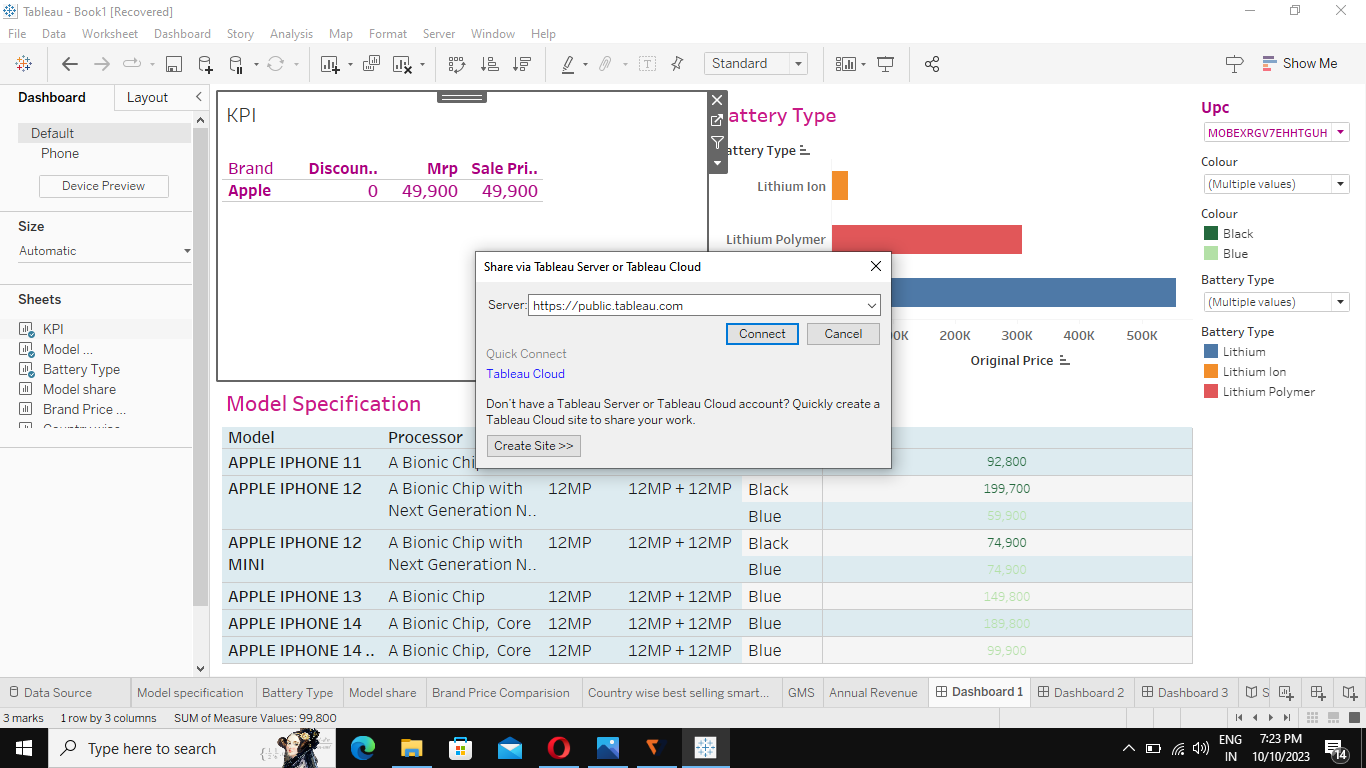 Tableau - Book1 [Recovered]
File Data Worksheet Dashboard Story Analysis Map Format Server Window Help
Standard
Show Me
Dashboard Layout
Default
Phone
Device Preview
Size
Automatic
Sheets
KPI
Model ...
Battery Type
Model share
Brand Price ...
KPI
Brand Discoun.. Mrp Sale Pri..
Apple 0 49,900 49,900
attery Type
attery Type
Lithium Ion
Lithium Polymer
0K 200K 300K 400K 500K
Original Price
Upc
MOBEXRGV7EHHTGUH
Colour
(Multiple values)
Colour
Black
Blue
Battery Type
(Multiple values)
Battery Type
Lithium
Lithium Ion
Lithium Polymer
Share via Tableau Server or Tableau Cloud
Server: https://public.tableau.com
Connect Cancel
Quick Connect
Tableau Cloud
Don't have a Tableau Server or Tableau Cloud account? Quickly create a
Tableau Cloud site to share your work.
Create Site >>
Model Specification
Model Processor
APPLE IPHONE 11 A Bionic Chi 92,800
APPLE IPHONE 12 A Bionic Chip with 12MP 12MP + 12MP Black 199,700
Next Generation N.. Blue 59,900
APPLE IPHONE 12 A Bionic Chip with 12MP 12MP + 12MP Black 74,900
MINI Next Generation N.. Blue 74,900
APPLE IPHONE 13 A Bionic Chip 12MP 12MP + 12MP Blue 149,800
APPLE IPHONE 14 A Bionic Chip, Core 12MP 12MP + 12MP Blue 189,800
APPLE IPHONE 14 .. A Bionic Chip, Core 12MP 12MP + 12MP Blue 99,900
Data Source Model specification Battery Type Model share Brand Price Comparision Country wise best selling smart... GMS Annual Revenue Dashboard 1 Dashboard 2 Dashboard 3 S
3 marks 1 row by 3 columns SUM of Measure Values: 99,800
Type here to search
ENG 7:23 PM
IN 10/10/2023 14